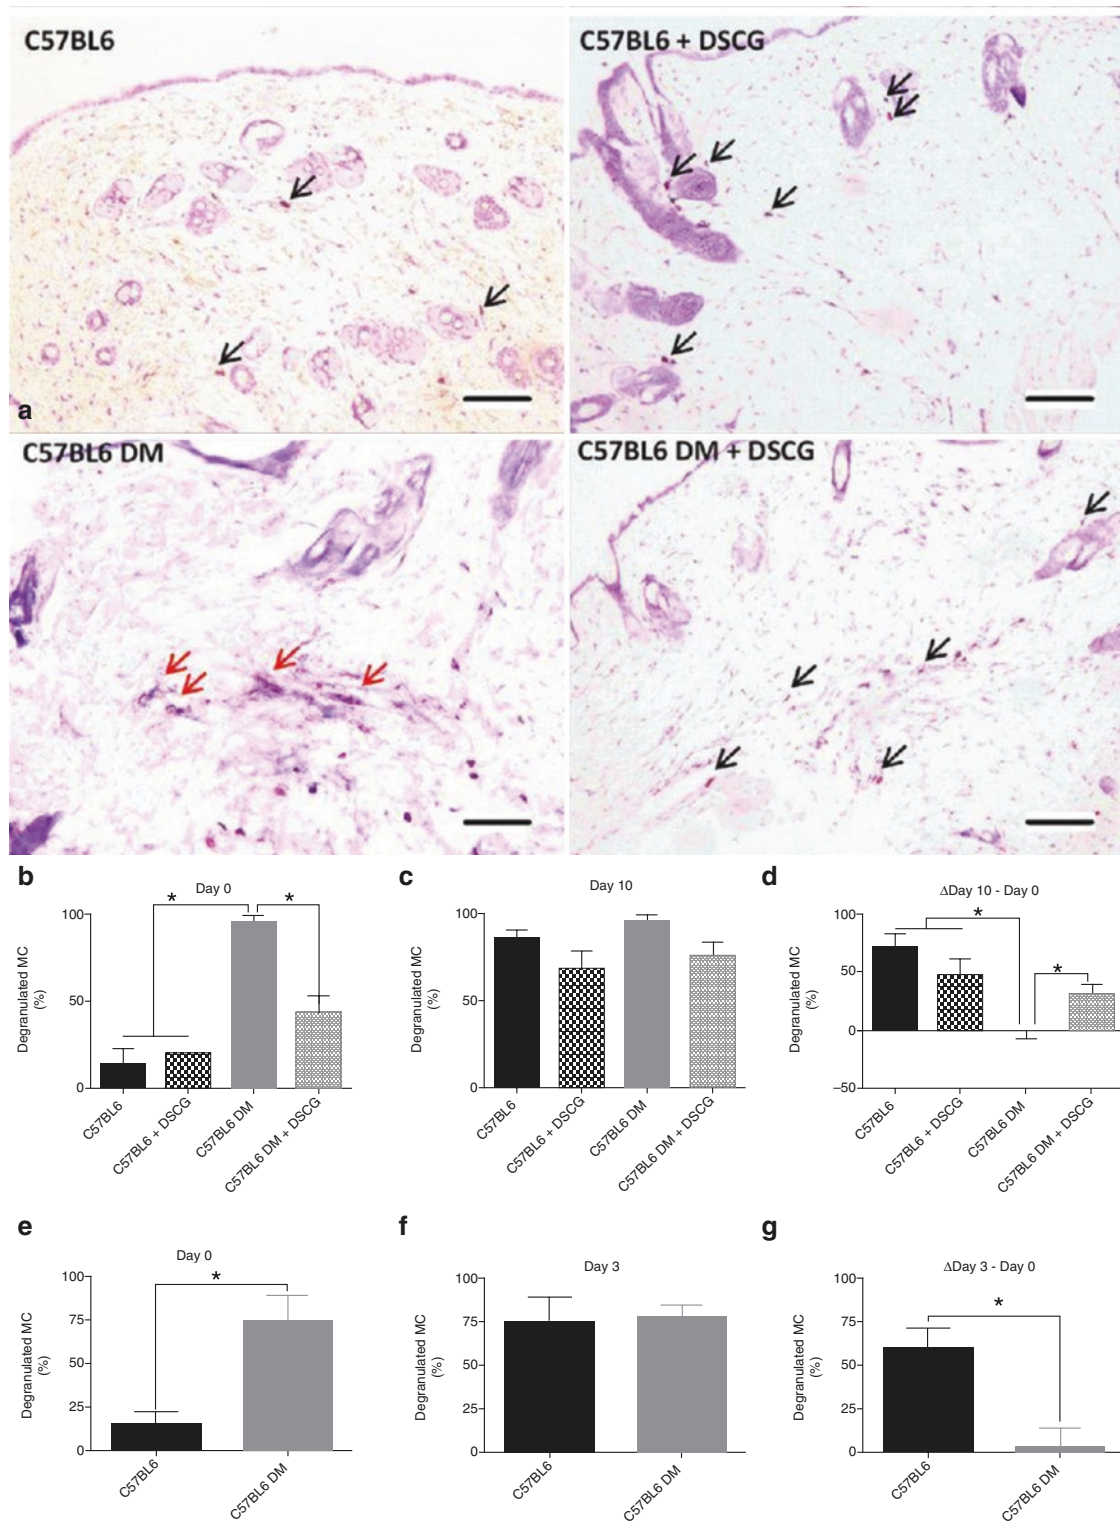 C57BL6
C57BL6 + DSCG
a
C57BL6 DM
C57BL6 DM + DSCG
b
Day 0
*
*
Degranulated MC
(%)
100
50
0
C57BL6
C57BL6 + DSCG
C57BL6 DM
C57BL6 DM + DSCG
c
Day 10
Degranulated MC
(%)
100
50
0
C57BL6
C57BL6 + DSCG
C57BL6 DM
C57BL6 DM + DSCG
d
ΔDay 10 - Day 0
*
*
Degranulated MC
(%)
100
50
0
–50
C57BL6
C57BL6 + DSCG
C57BL6 DM
C57BL6 DM + DSCG
e
Day 0
*
Degranulated MC
(%)
100
75
50
25
0
C57BL6
C57BL6 DM
f
Day 3
Degranulated MC
(%)
100
75
50
25
0
C57BL6
C57BL6 DM
g
ΔDay 3 - Day 0
*
Degranulated MC
(%)
100
75
50
25
0
C57BL6
C57BL6 DM